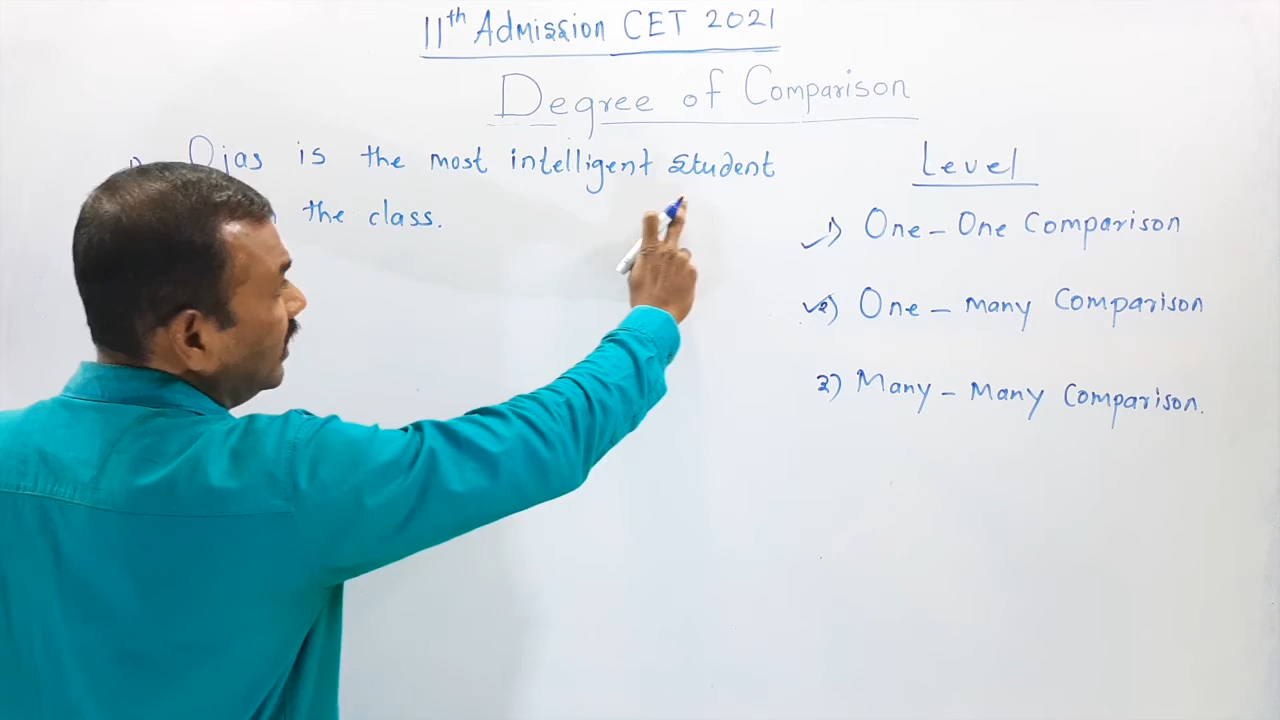 11th Admission CET 2021
Degree of Comparison
Ojas is the most intelligent student
the class.
Level
1) One - One Comparison
2) One - Many Comparison
3) Many - Many Comparison.